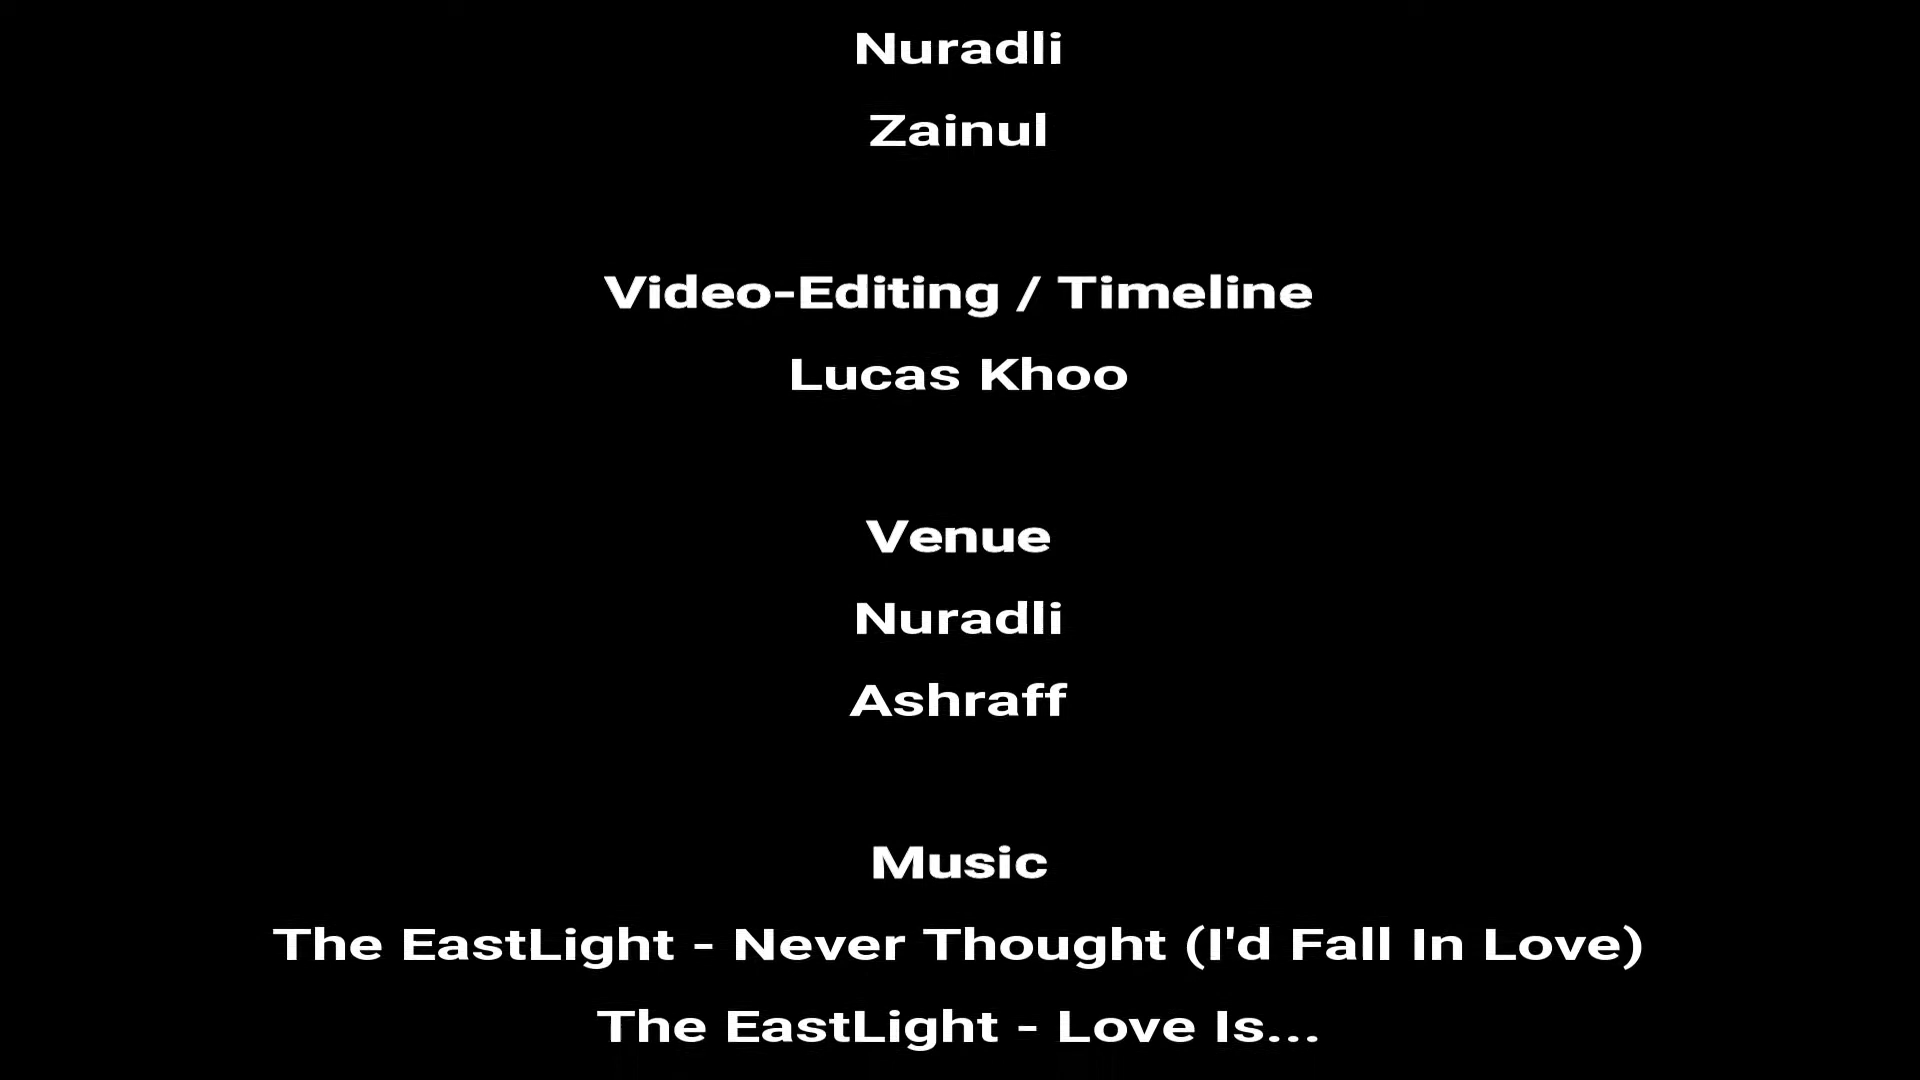 Nuradli
Zainul
Video-Editing / Timeline
Lucas Khoo
Venue
Nuradli
Ashraff
Music
The EastLight - Never Thought (I'd Fall In Love)
The EastLight - Love Is...